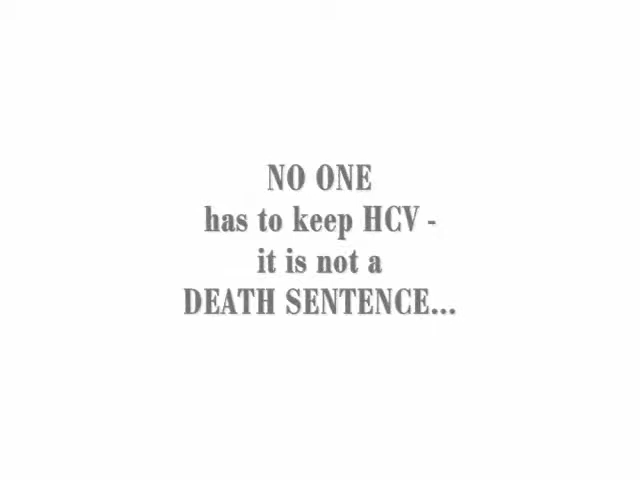 NO ONE
has to keep HCV -
it is not a
DEATH SENTENCE...